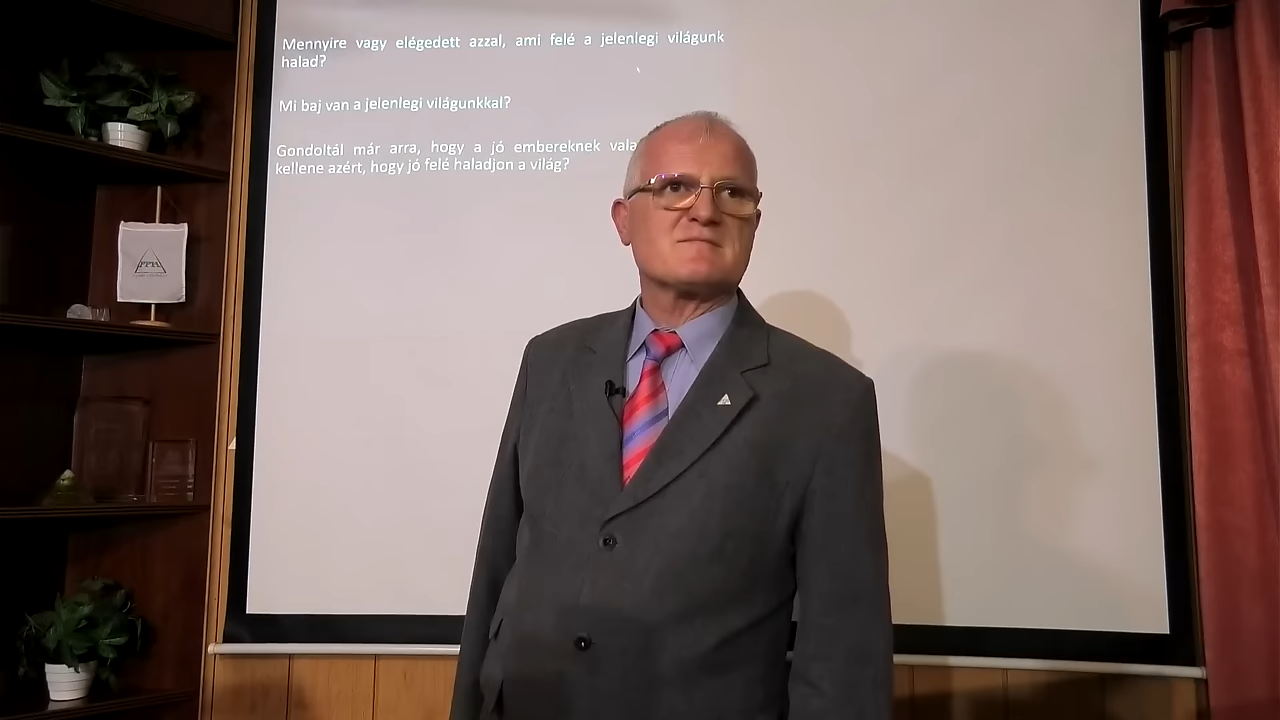 Mennyire vagy elégedett azzal, ami felé a jelenlegi világunk
halad?
Mi baj van a jelenlegi világunkkal?
Gondoltál már arra, hogy a jó embereknek
kellene azért, hogy jó felé haladjon a világ?